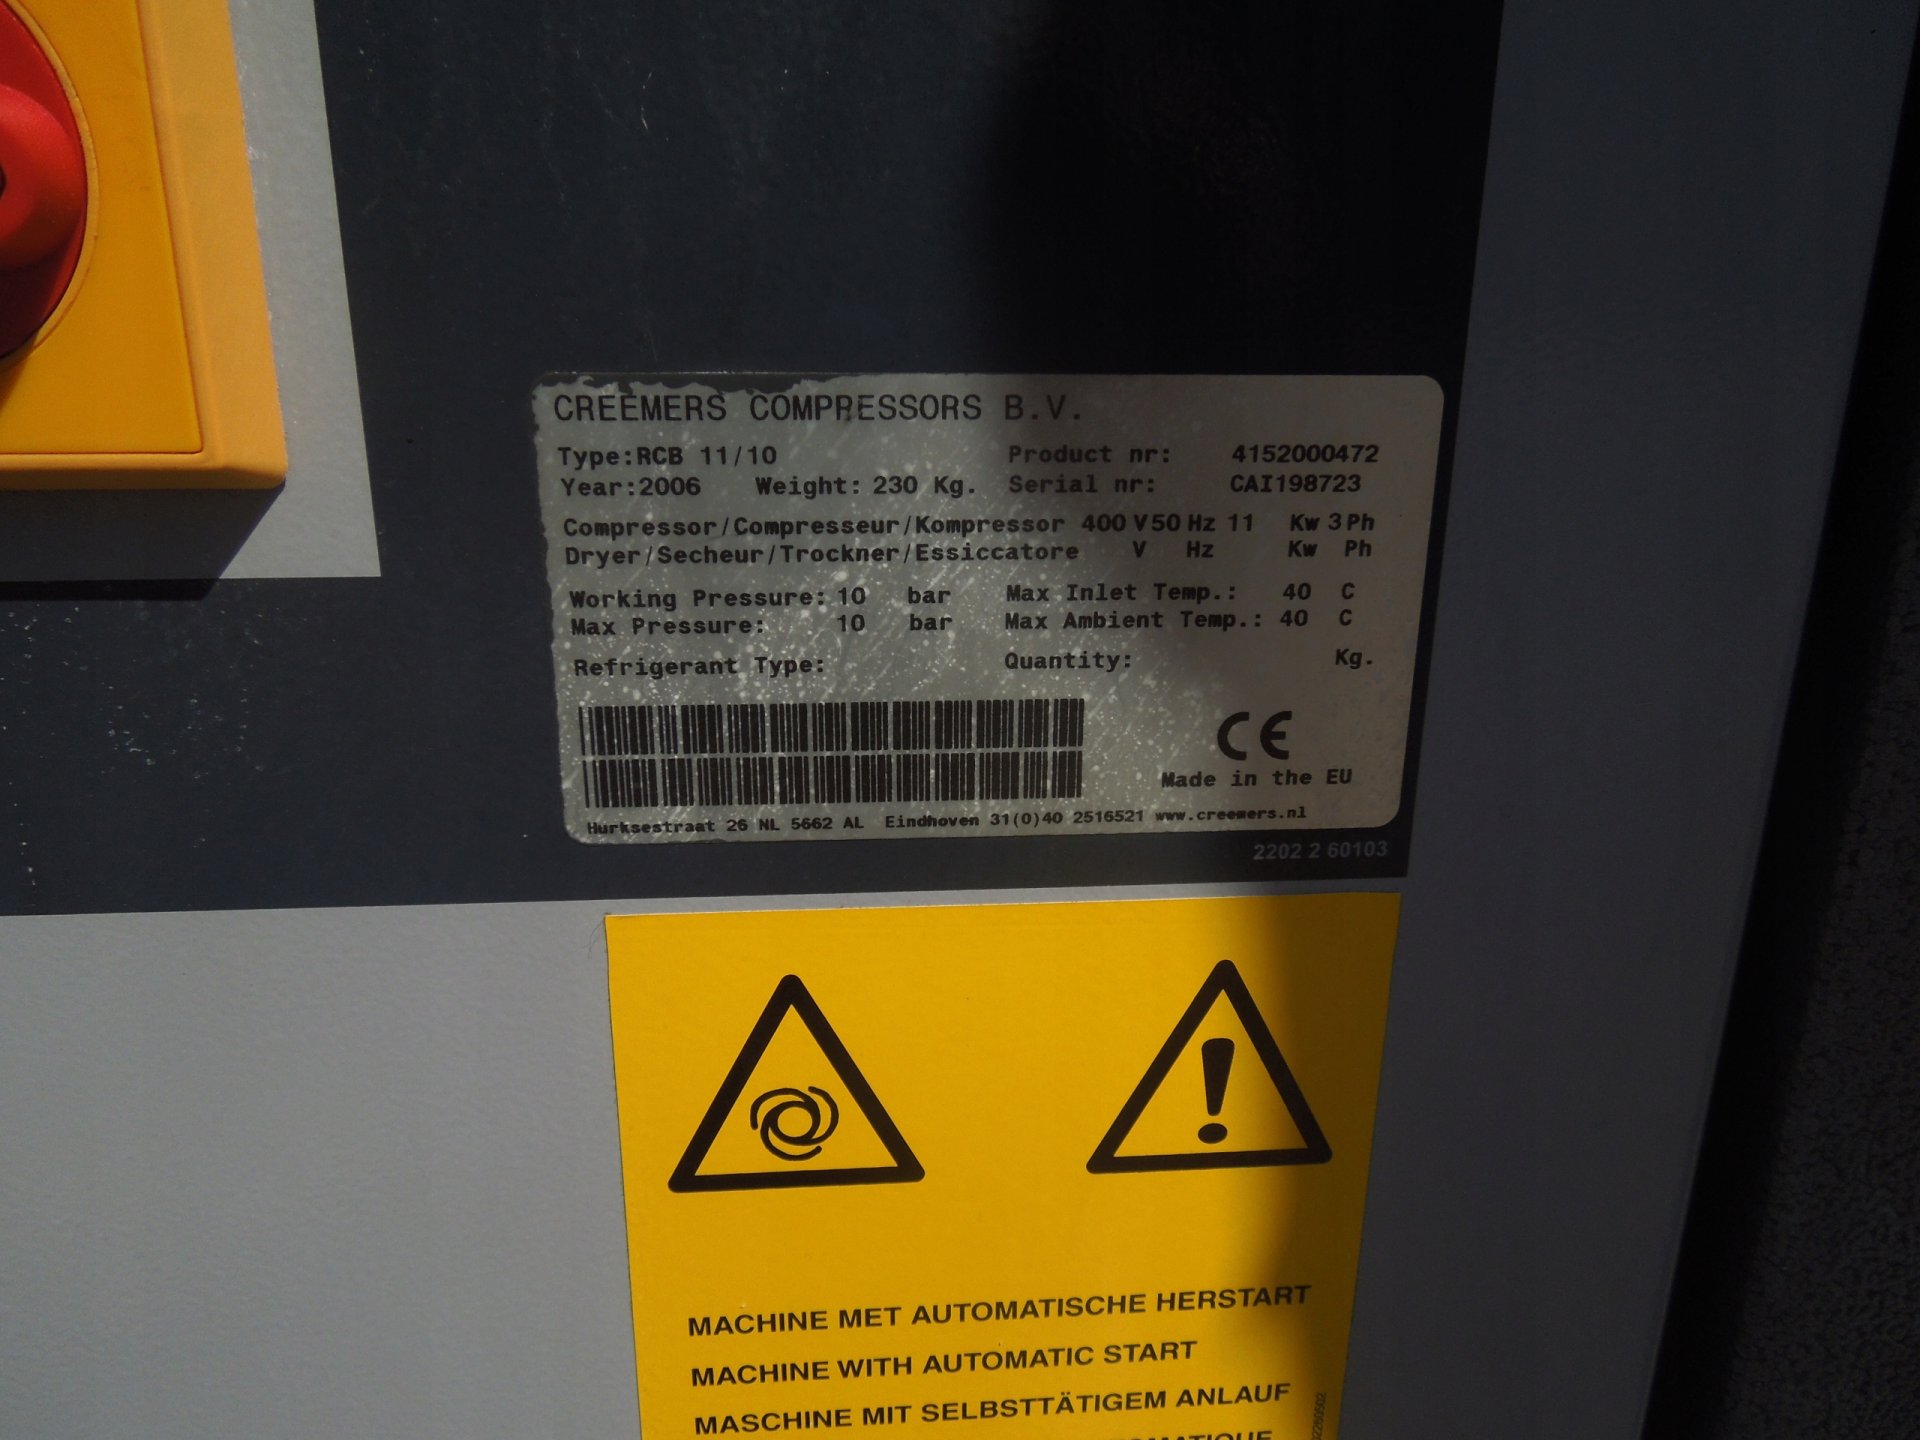 CREEMERS COMPRESSORS B.V.
Type:RCB 11/10 Product nr: 4152000472
Year:2006 Weight: 230 Kg. Serial nr: CAI198723
Compressor/Compresseur/Kompressor 400 V50 Hz 11 Kw 3Ph
Dryer/Secheur/Trockner/Essiccatore V Hz Kw Ph
Working Pressure: 10 bar Max Inlet Temp.: 40 C
Max Pressure: 10 bar Max Ambient Temp.: 40 C
Refrigerant Type: Quantity: Kg.
CE
Made in the EU
Hurksestraat 26 NL 5662 AL Eindhoven 31(0)40 2516521 www.creemers.nl
2202 2 60103
MACHINE MET AUTOMATISCHE HERSTART
MACHINE WITH AUTOMATIC START
MASCHINE MIT SELBSTTÄTIGEM ANLAUF